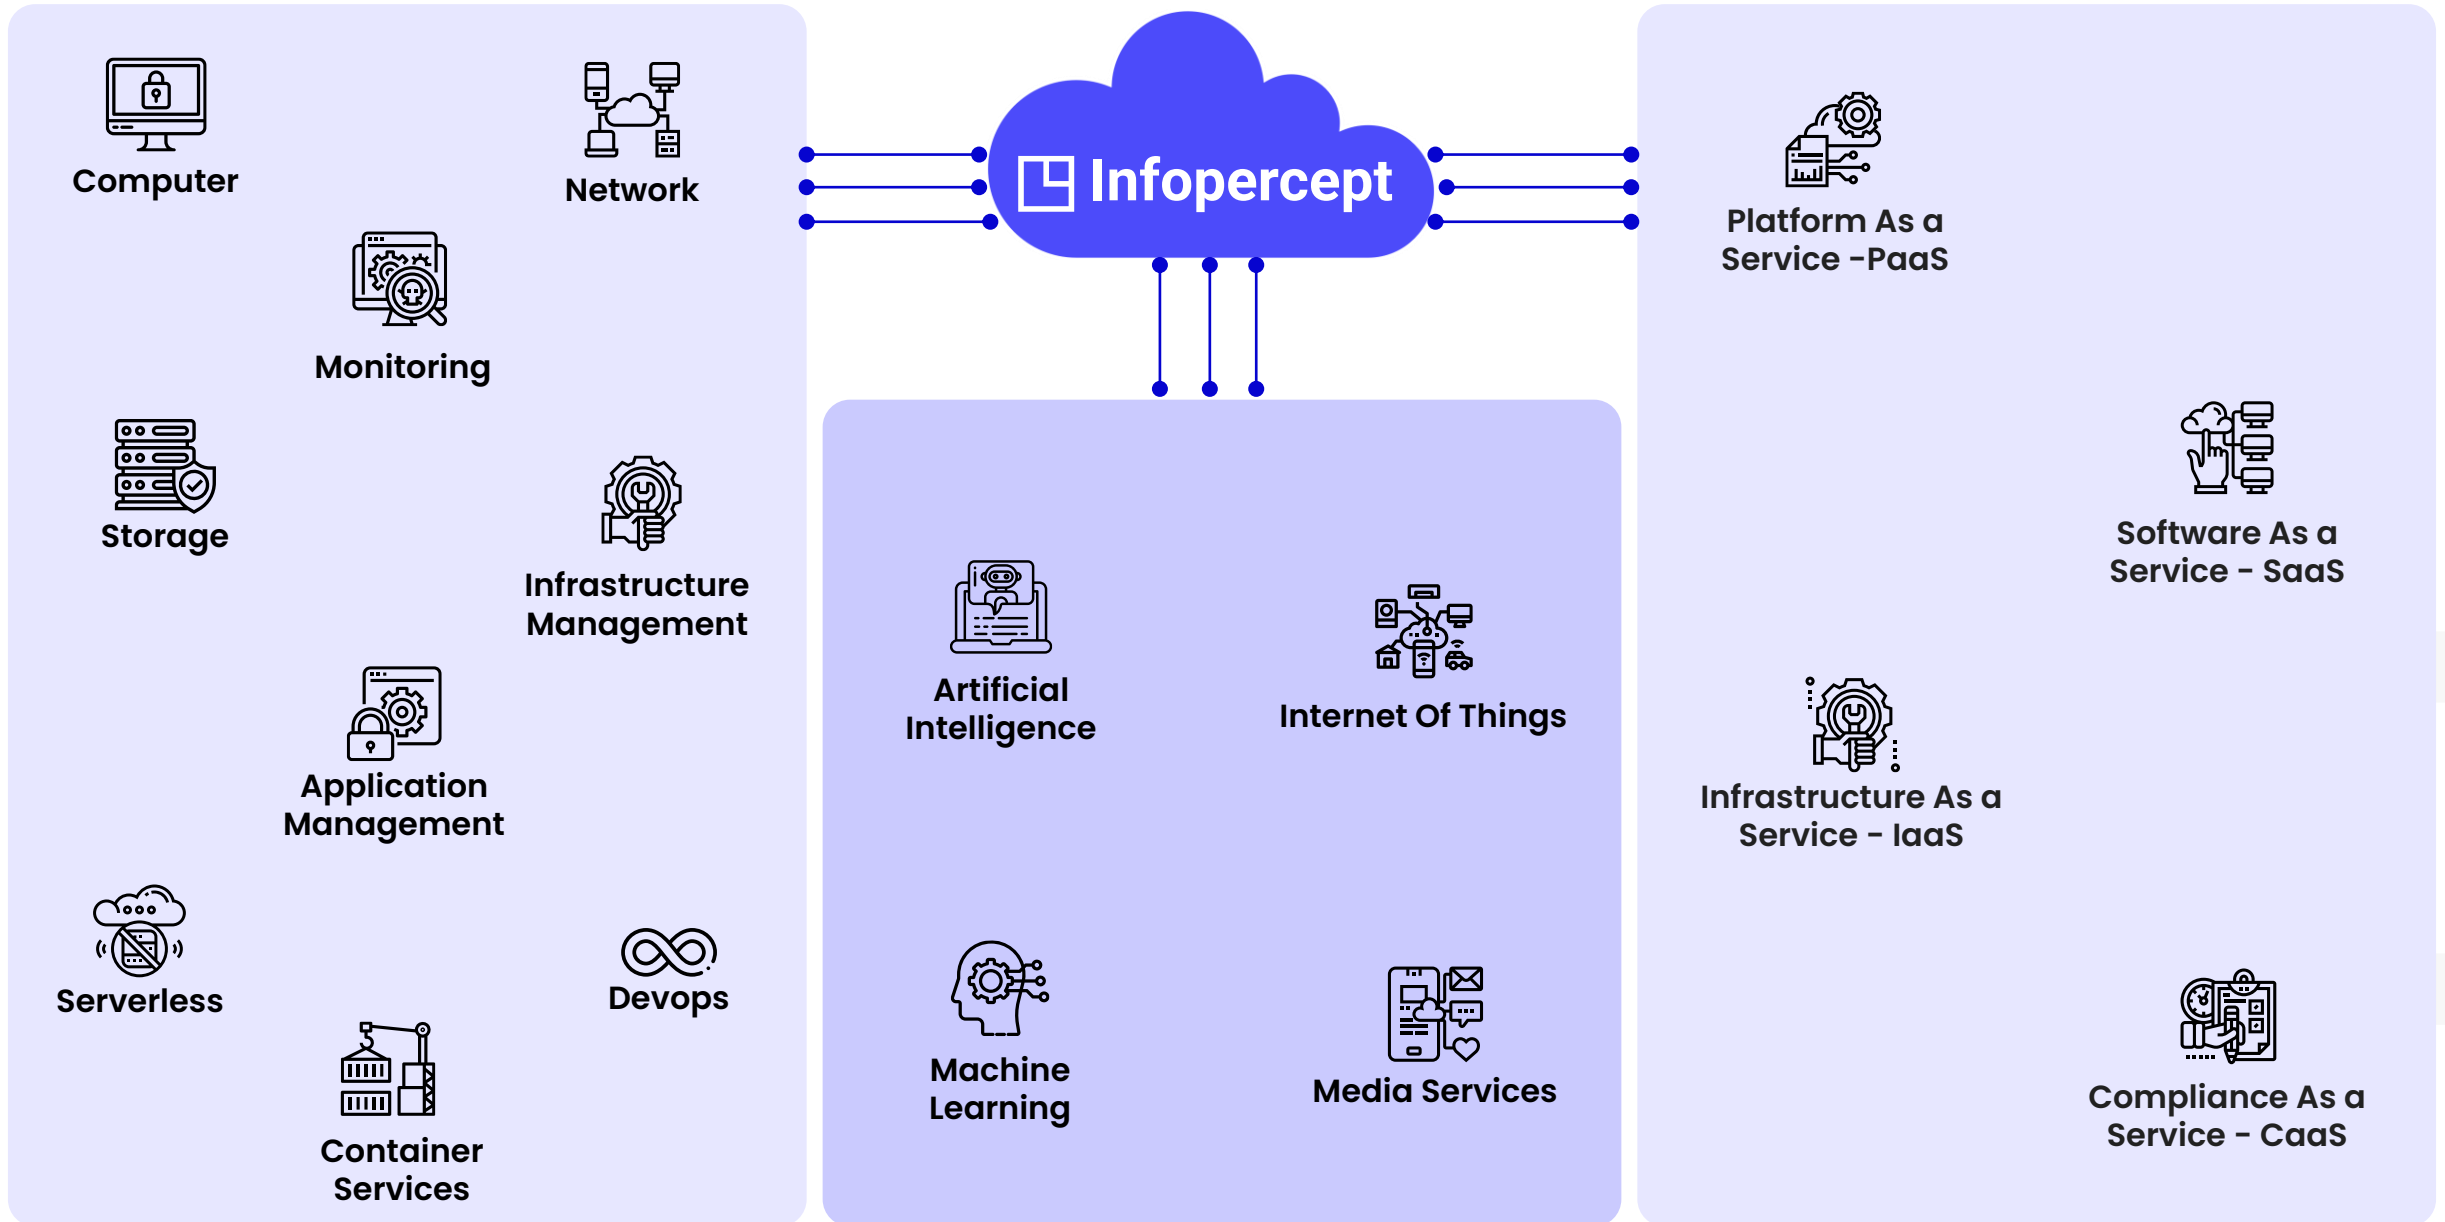 Computer
Network
Monitoring
Storage
Infrastructure
Management
Application
Management
Serverless
Devops
Container
Services
Infopercept
Artificial
Intelligence
Internet Of Things
Machine
Learning
Media Services
Platform As a
Service -PaaS
Software As a
Service - SaaS
Infrastructure As a
Service - IaaS
Compliance As a
Service - CaaS